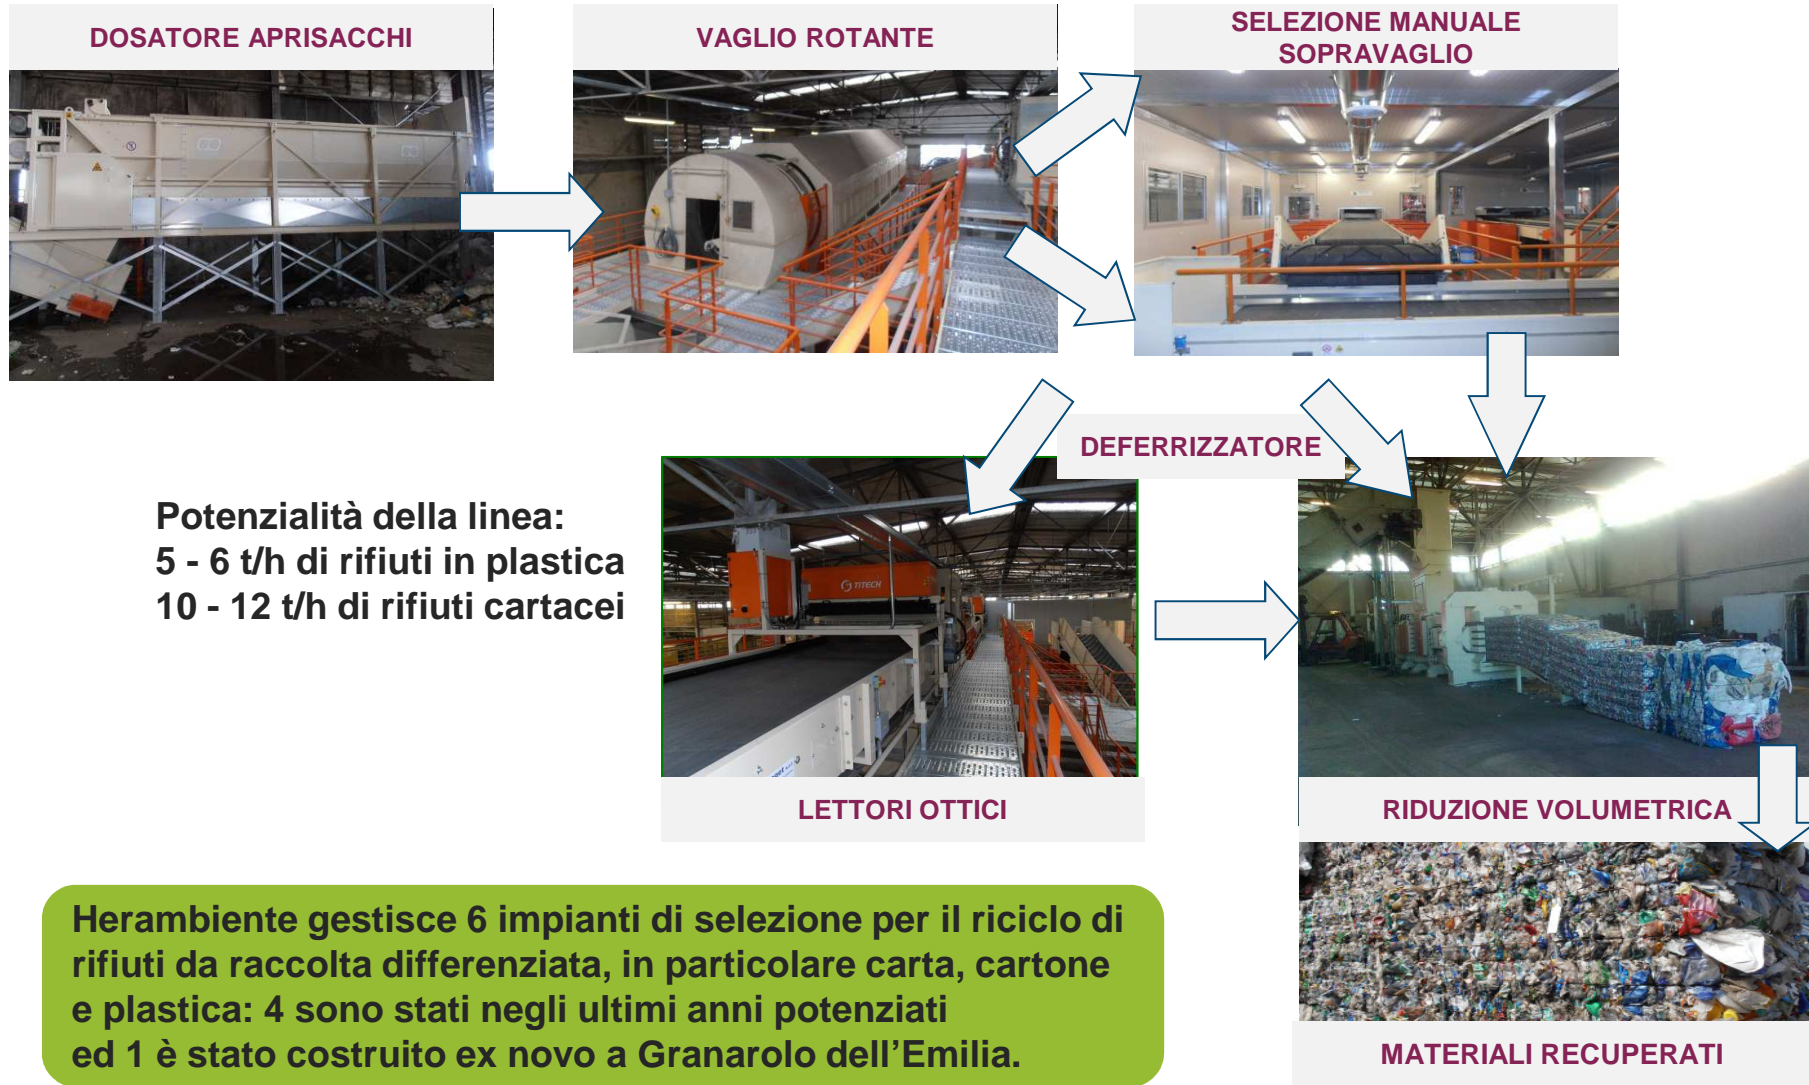 DOSATORE APRISACCHI
VAGLIO ROTANTE
SELEZIONE MANUALE
SOPRAVAGLIO
DEFERRIZZATORE
Potenzialità della linea:
5 - 6 t/h di rifiuti in plastica
10 - 12 t/h di rifiuti cartacei
TITECH
LETTORI OTTICI
RIDUZIONE VOLUMETRICA
Herambiente gestisce 6 impianti di selezione per il riciclo di
rifiuti da raccolta differenziata, in particolare carta, cartone
e plastica: 4 sono stati negli ultimi anni potenziati
ed 1 è stato costruito ex novo a Granarolo dell’Emilia.
MATERIALI RECUPERATI